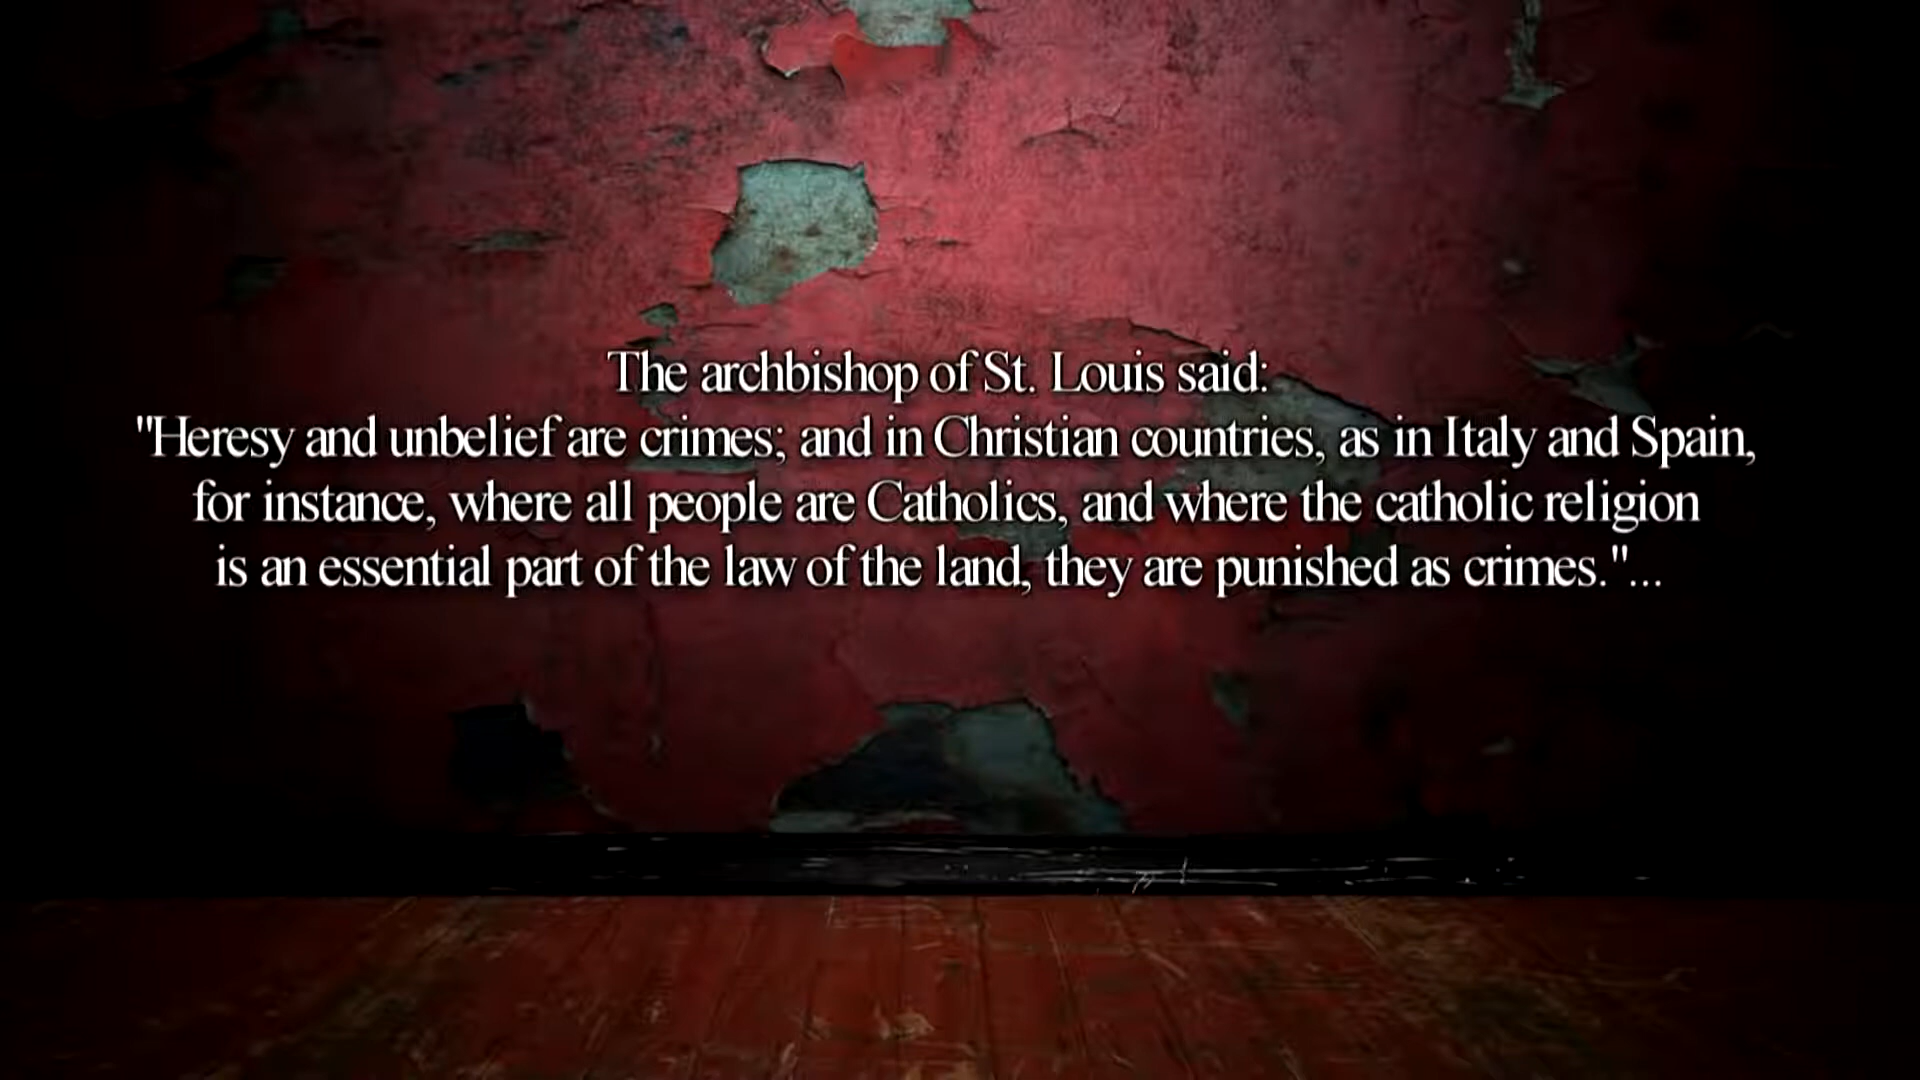 The archbishop of St. Louis said:
"Heresy and unbelief are crimes; and in Christian countries, as in Italy and Spain,
for instance, where all people are Catholics, and where the catholic religion
is an essential part of the law of the land, they are punished as crimes."...